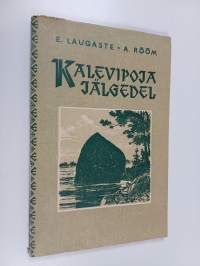 E. LAUGASTE • A. RÖÖM
KALEVIPOJA
JÄLGEDEL